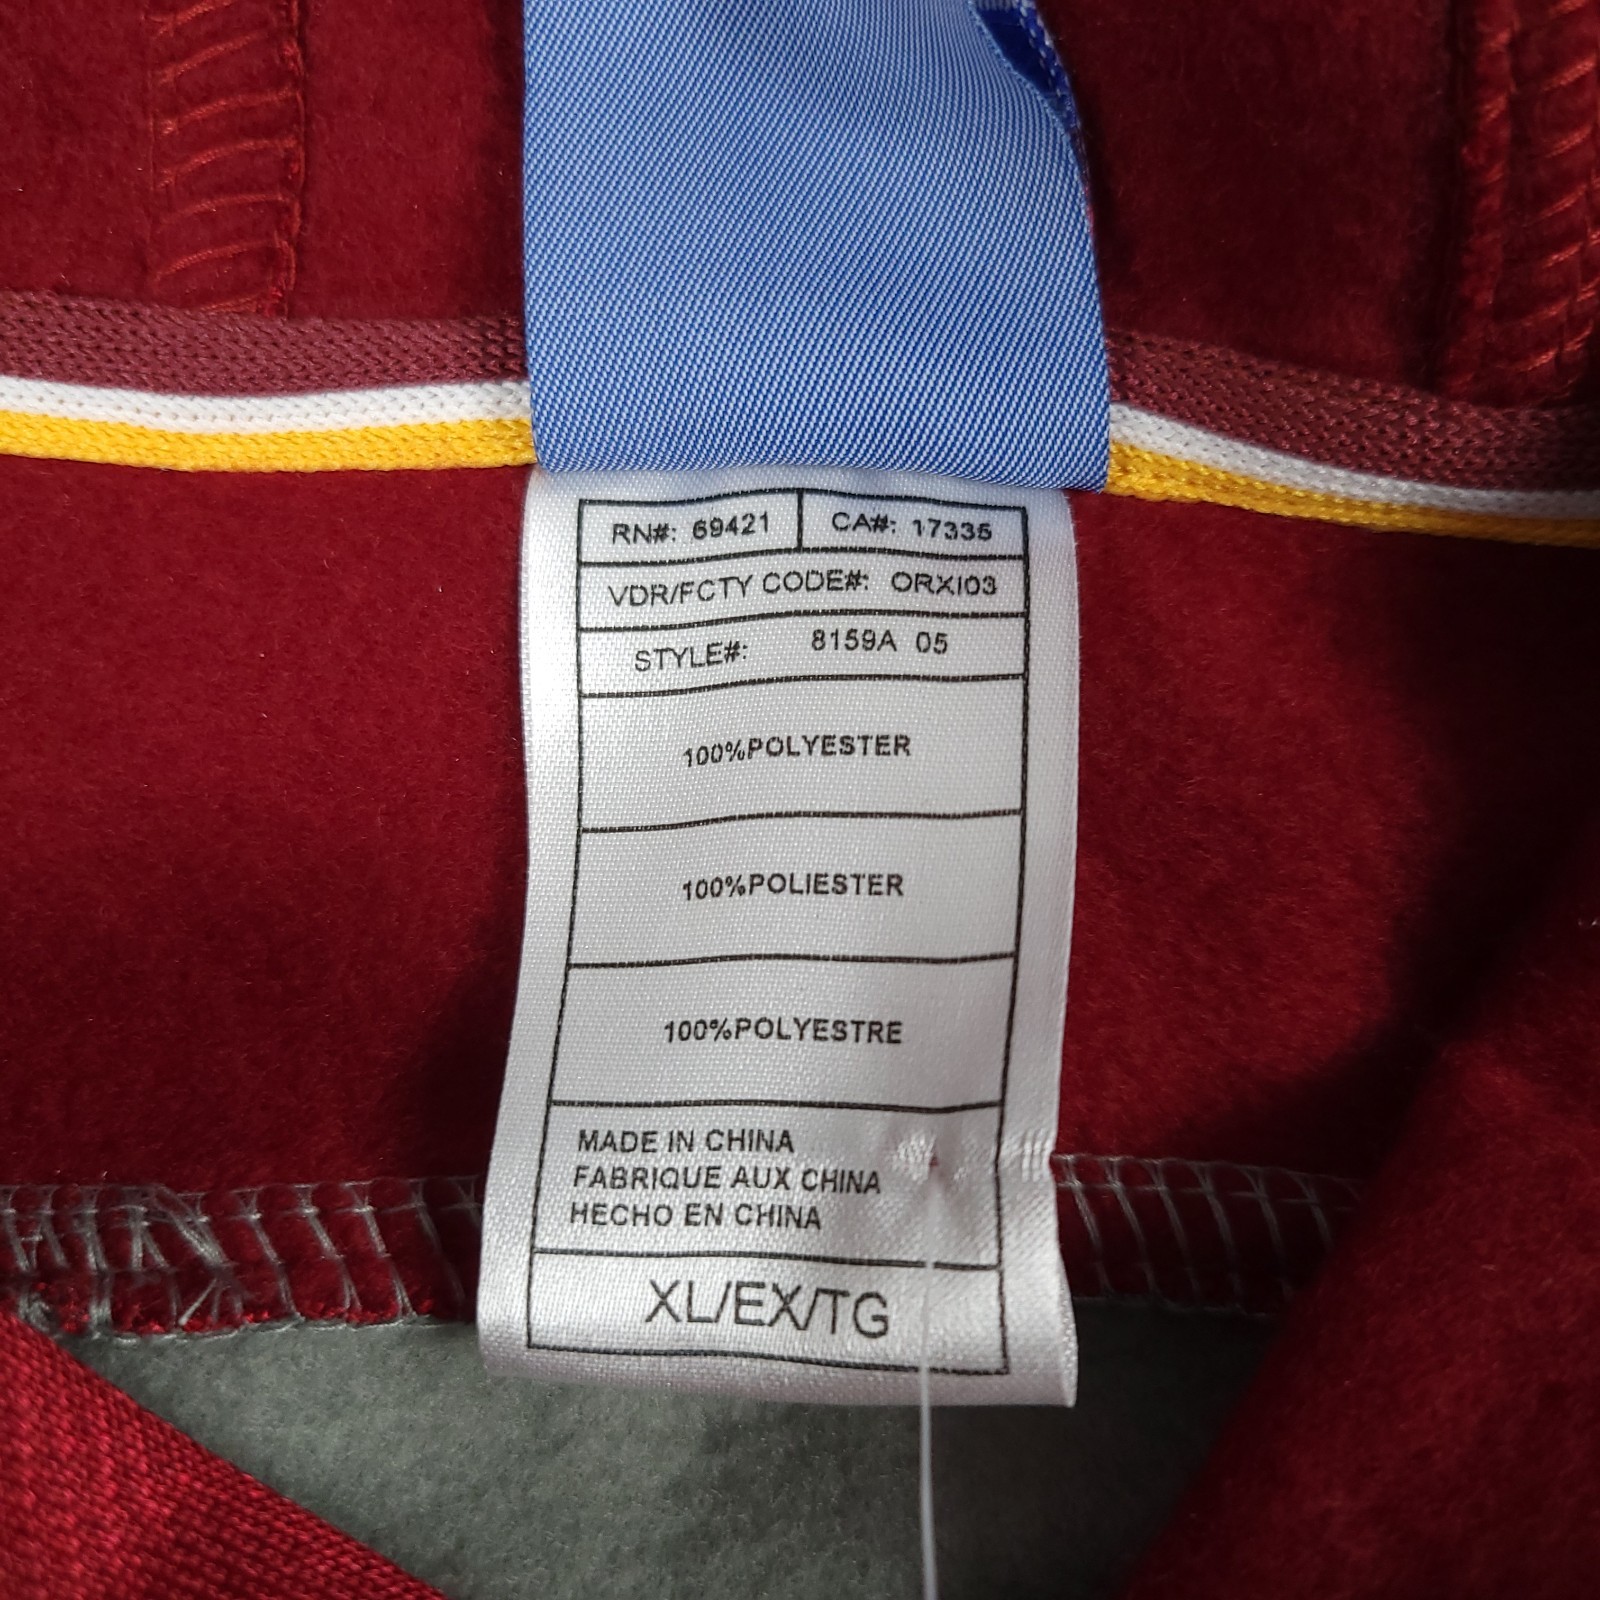 RN#: 69421 CA#: 17335
VDR/FCTY CODE#: ORXI03
STYLE#: 8159A 05
100%POLYESTER
100%POLIESTER
100%POLYESTRE
MADE IN CHINA
FABRIQUE AUX CHINA
HECHO EN CHINA
XL/EX/TG